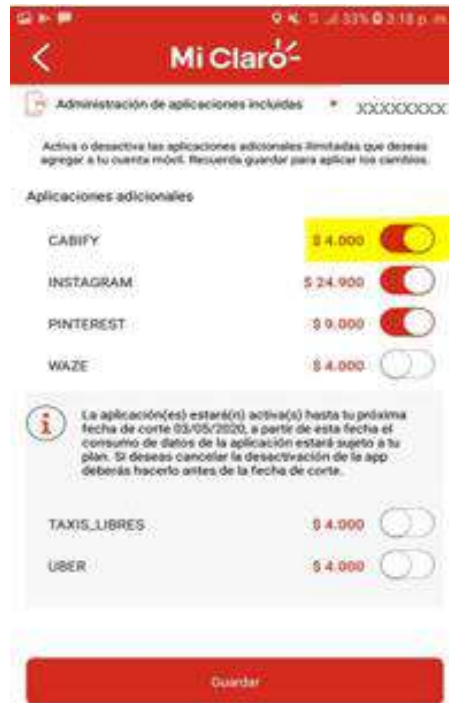 33% 3:18 p. m.
Mi Claro
Administración de aplicaciones incluidas XXXXXXXX
Activa o desactiva las aplicaciones adicionales ilimitadas que deseas
agregar a tu cuenta móvil. Recuerda guardar para aplicar los cambios.
Aplicaciones adicionales
CABIFY $ 4.000
INSTAGRAM $ 24.900
PINTEREST $ 9.000
WAZE $ 4.000
La aplicación(es) estará(n) activa(s) hasta tu próxima
fecha de corte 03/05/2020, a partir de esta fecha el
consumo de datos de la aplicación estará sujeto a tu
plan. Si deseas cancelar la desactivación de la app
deberás hacerlo antes de la fecha de corte.
TAXIS_LIBRES $ 4.000
UBER $ 4.000
Guardar